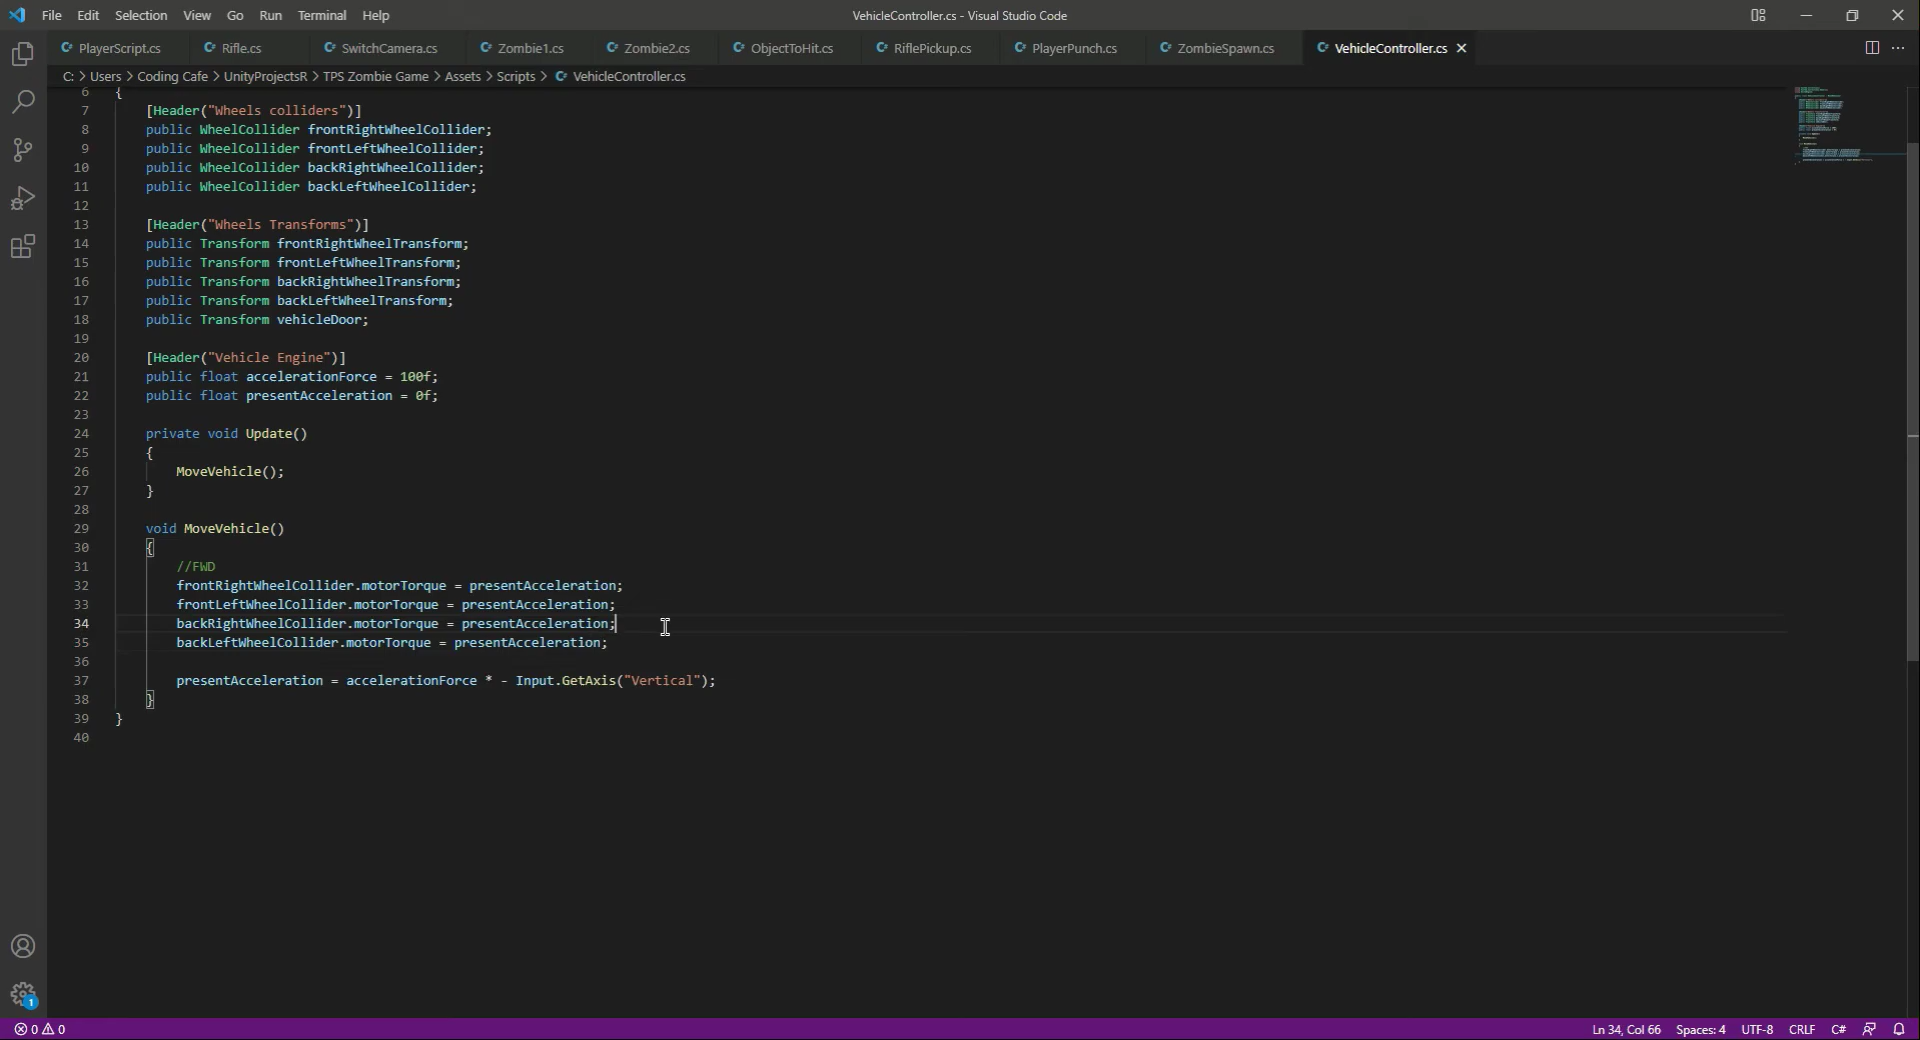 File Edit Selection View Go Run Terminal Help VehicleController.cs - Visual Studio Code
PlayerScript.cs Rifle.cs SwitchCamera.cs Zombie1.cs Zombie2.cs ObjectToHit.cs RiflePickup.cs PlayerPunch.cs ZombieSpawn.cs VehicleController.cs
C: > Users > Coding Cafe > UnityProjectsR > TPS Zombie Game > Assets > Scripts > VehicleController.cs
6 {
7 [Header("Wheels colliders")]
8 public WheelCollider frontRightWheelCollider;
9 public WheelCollider frontLeftWheelCollider;
10 public WheelCollider backRightWheelCollider;
11 public WheelCollider backLeftWheelCollider;
12
13 [Header("Wheels Transforms")]
14 public Transform frontRightWheelTransform;
15 public Transform frontLeftWheelTransform;
16 public Transform backRightWheelTransform;
17 public Transform backLeftWheelTransform;
18 public Transform vehicleDoor;
19
20 [Header("Vehicle Engine")]
21 public float accelerationForce = 100f;
22 public float presentAcceleration = 0f;
23
24 private void Update()
25 {
26 MoveVehicle();
27 }
28
29 void MoveVehicle()
30 {
31 //FWD
32 frontRightWheelCollider.motorTorque = presentAcceleration;
33 frontLeftWheelCollider.motorTorque = presentAcceleration;
34 backRightWheelCollider.motorTorque = presentAcceleration;
35 backLeftWheelCollider.motorTorque = presentAcceleration;
36
37 presentAcceleration = accelerationForce * - Input.GetAxis("Vertical");
38 }
39 }
40
1
0 0 Ln 34, Col 66 Spaces: 4 UTF-8 CRLF C#